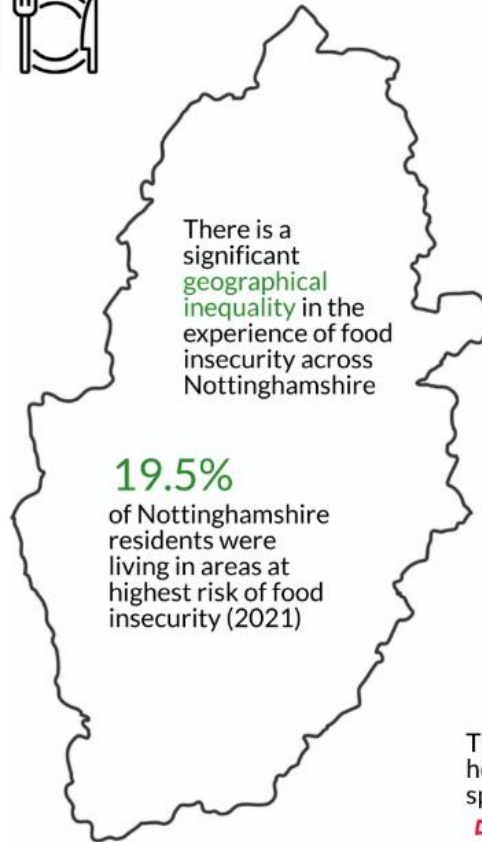 There is a
significant
geographical
inequality in the
experience of food
insecurity across
Nottinghamshire
19.5%
of Nottinghamshire
residents were
living in areas at
highest risk of food
insecurity (2021)